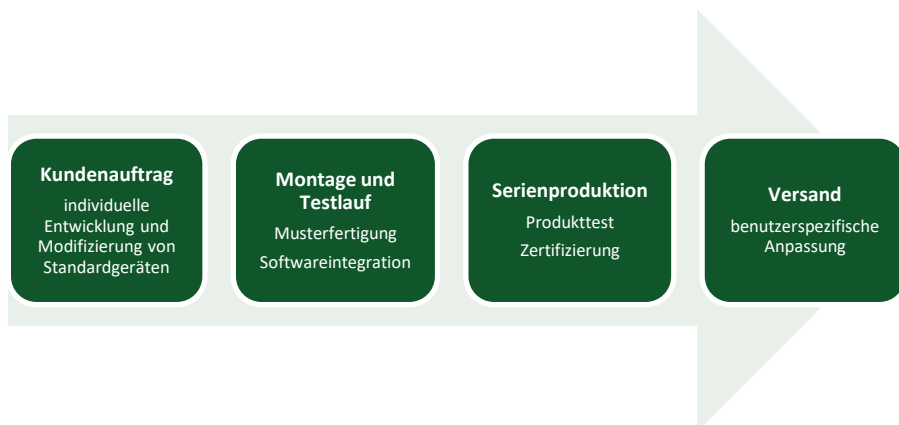 Kundenauftrag
individuelle
Entwicklung und
Modifizierung von
Standardgeräten
Montage und
Testlauf
Musterfertigung
Softwareintegration
Serienproduktion
Produkttest
Zertifizierung
Versand
benutzerspezifische
Anpassung